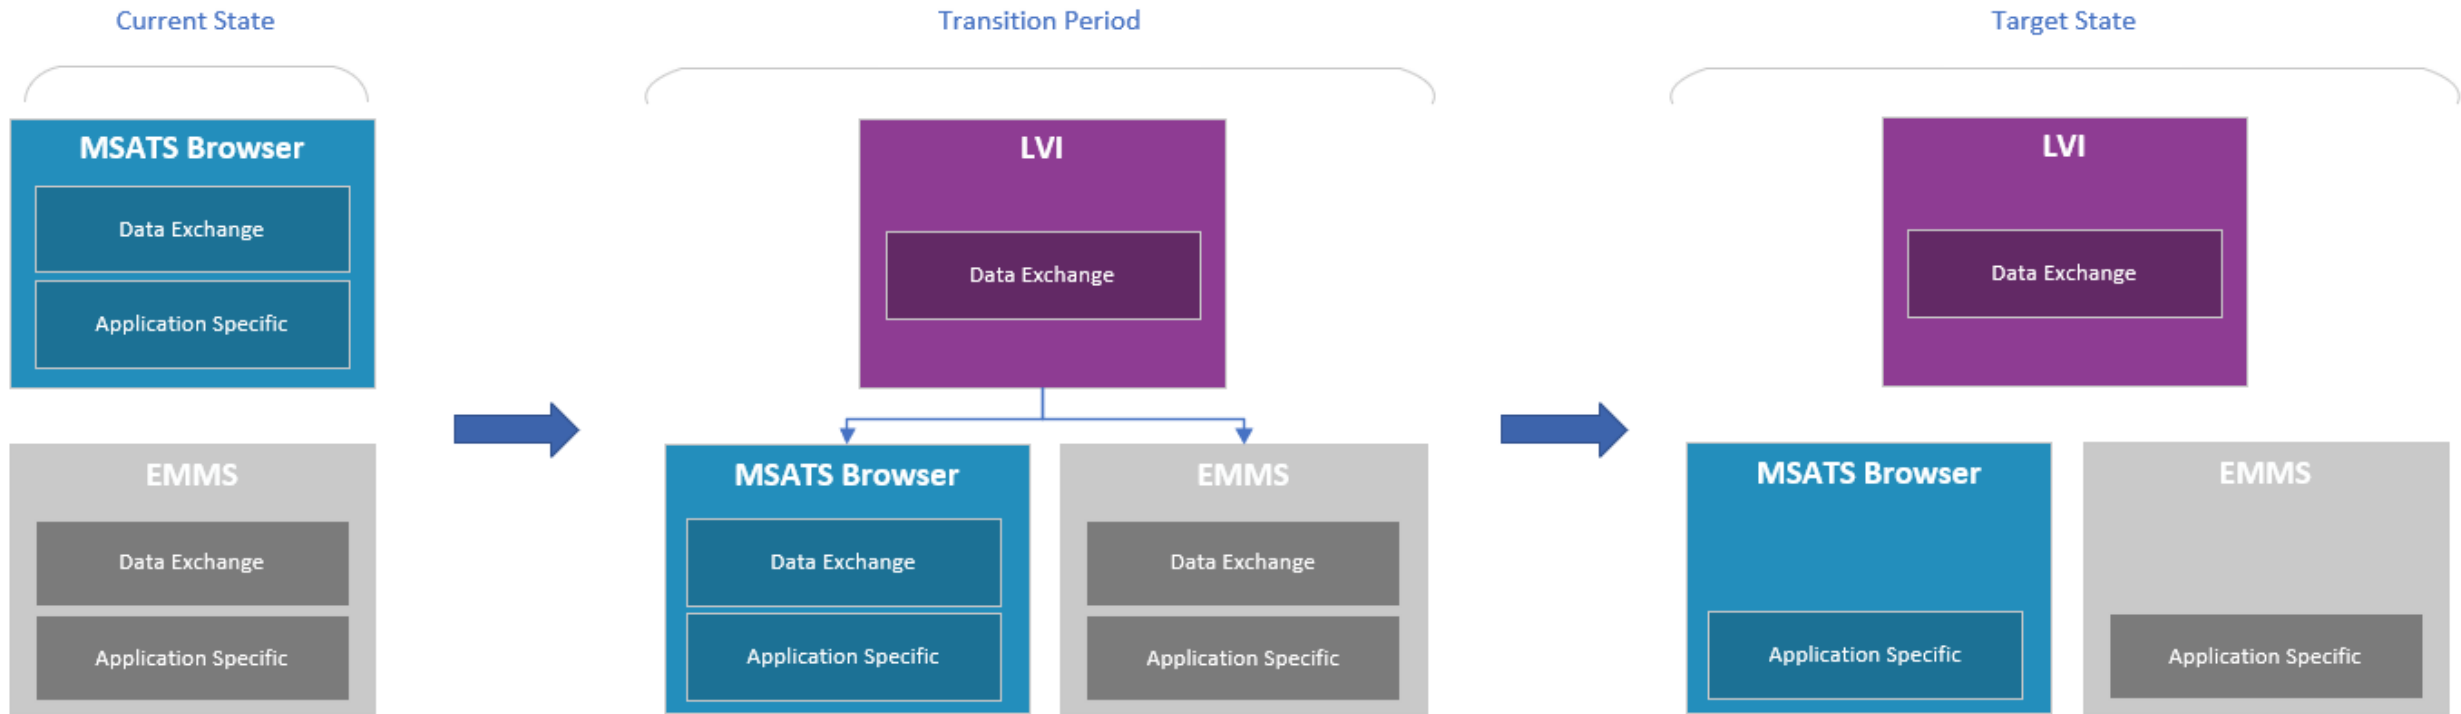 Current State
MSATS Browser
Data Exchange
Application Specific
EMMS
Data Exchange
Application Specific
Transition Period
LVI
Data Exchange
MSATS Browser
Data Exchange
Application Specific
EMMS
Data Exchange
Application Specific
Target State
LVI
Data Exchange
MSATS Browser
Application Specific
EMMS
Application Specific